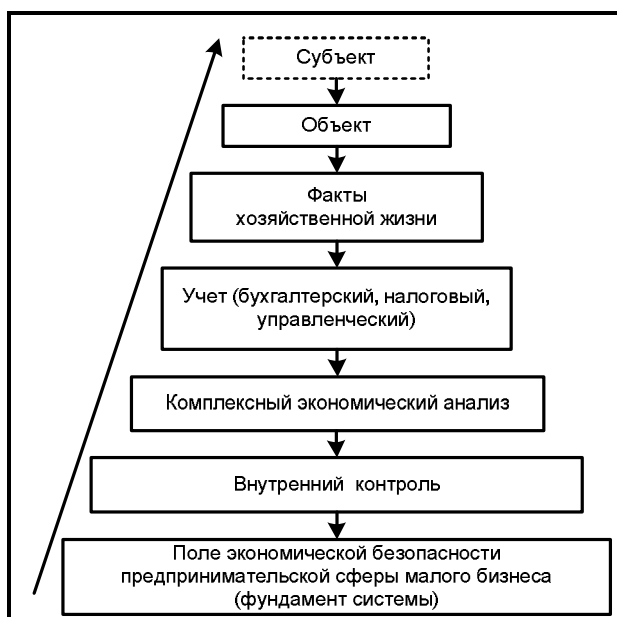 Субъект
Объект
Факты
хозяйственной жизни
Учет (бухгалтерский, налоговый,
управленческий)
Комплексный экономический анализ
Внутренний контроль
Поле экономической безопасности
предпринимательской сферы малого бизнеса
(фундамент системы)